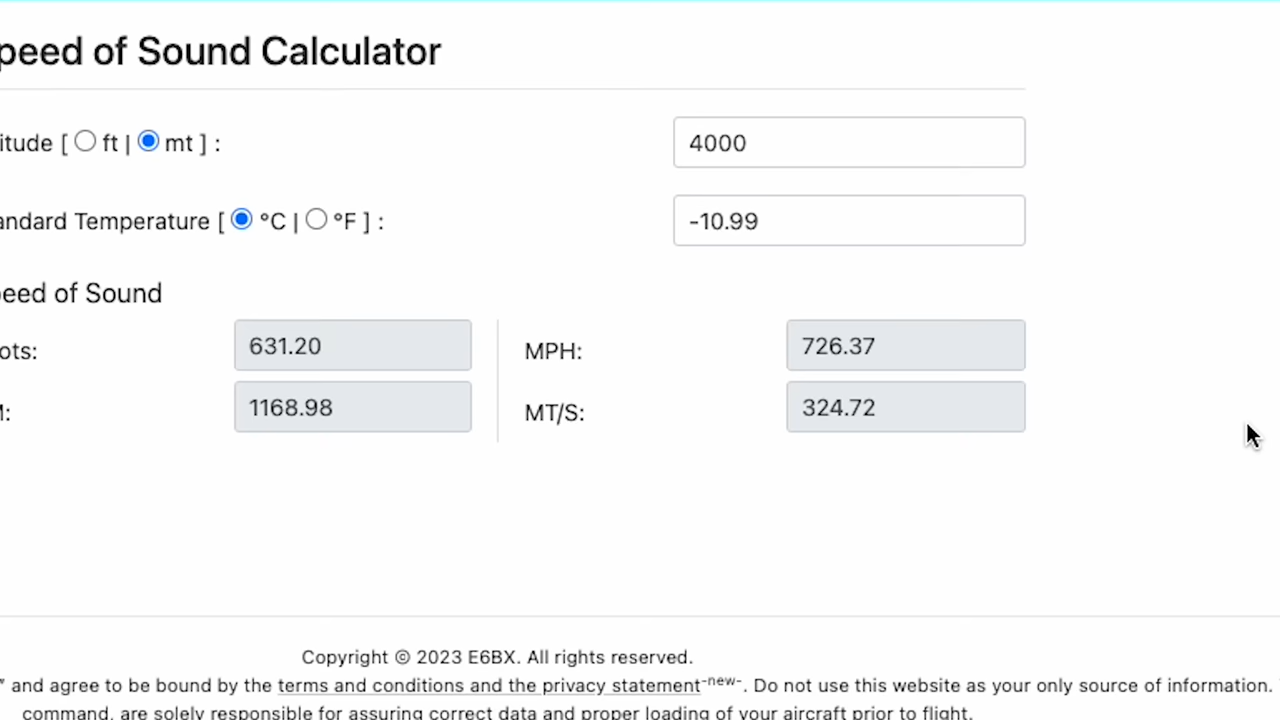 peed of Sound Calculator
itude [ ft | mt ] : 4000
andard Temperature [ °C | °F ] : -10.99
peed of Sound
ots: 631.20 MPH: 726.37
M: 1168.98 MT/S: 324.72
Copyright © 2023 E6BX. All rights reserved.
" and agree to be bound by the terms and conditions and the privacy statement-new-. Do not use this website as your only source of information.
command, are solely responsible for assuring correct data and proper loading of your aircraft prior to flight.